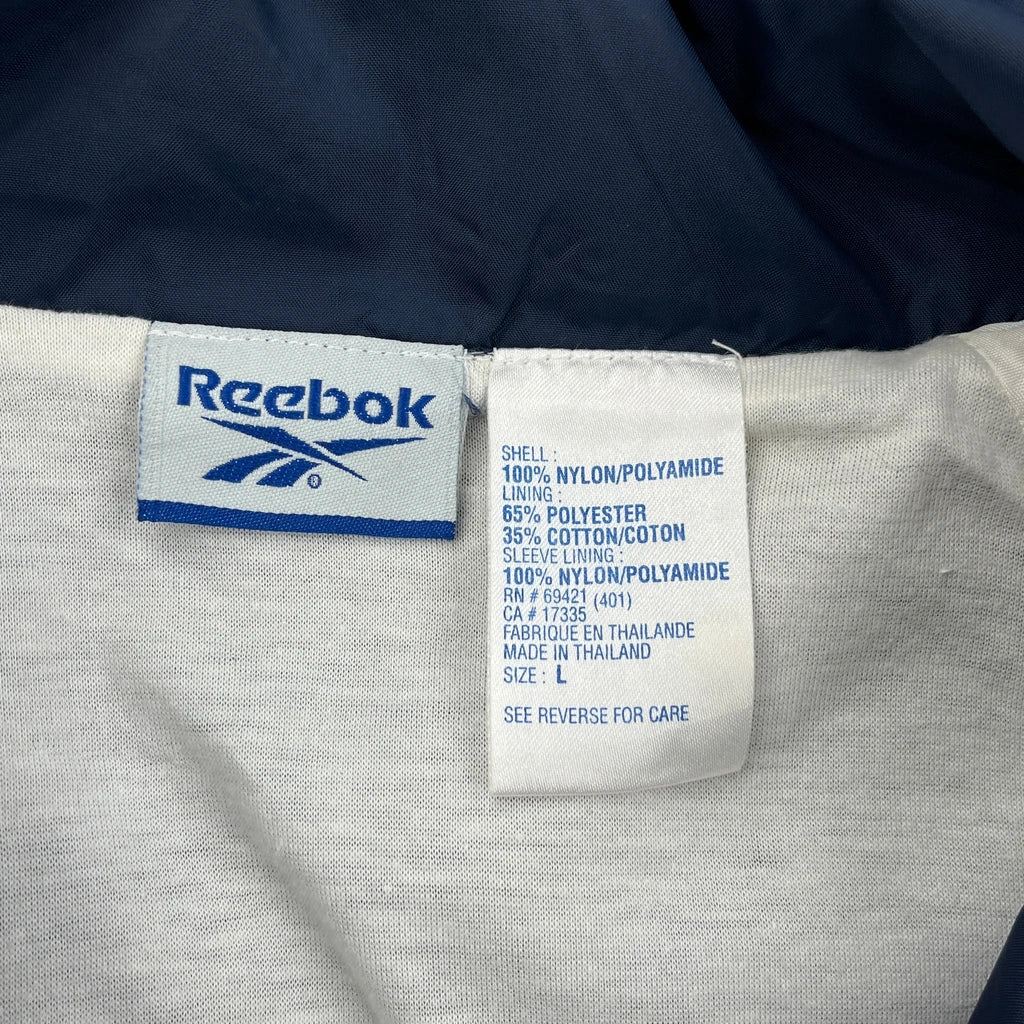 Reebok
®
SHELL :
100% NYLON/POLYAMIDE
LINING :
65% POLYESTER
35% COTTON/COTON
SLEEVE LINING :
100% NYLON/POLYAMIDE
RN # 69421 (401)
CA # 17335
FABRIQUE EN THAILANDE
MADE IN THAILAND
SIZE : L
SEE REVERSE FOR CARE